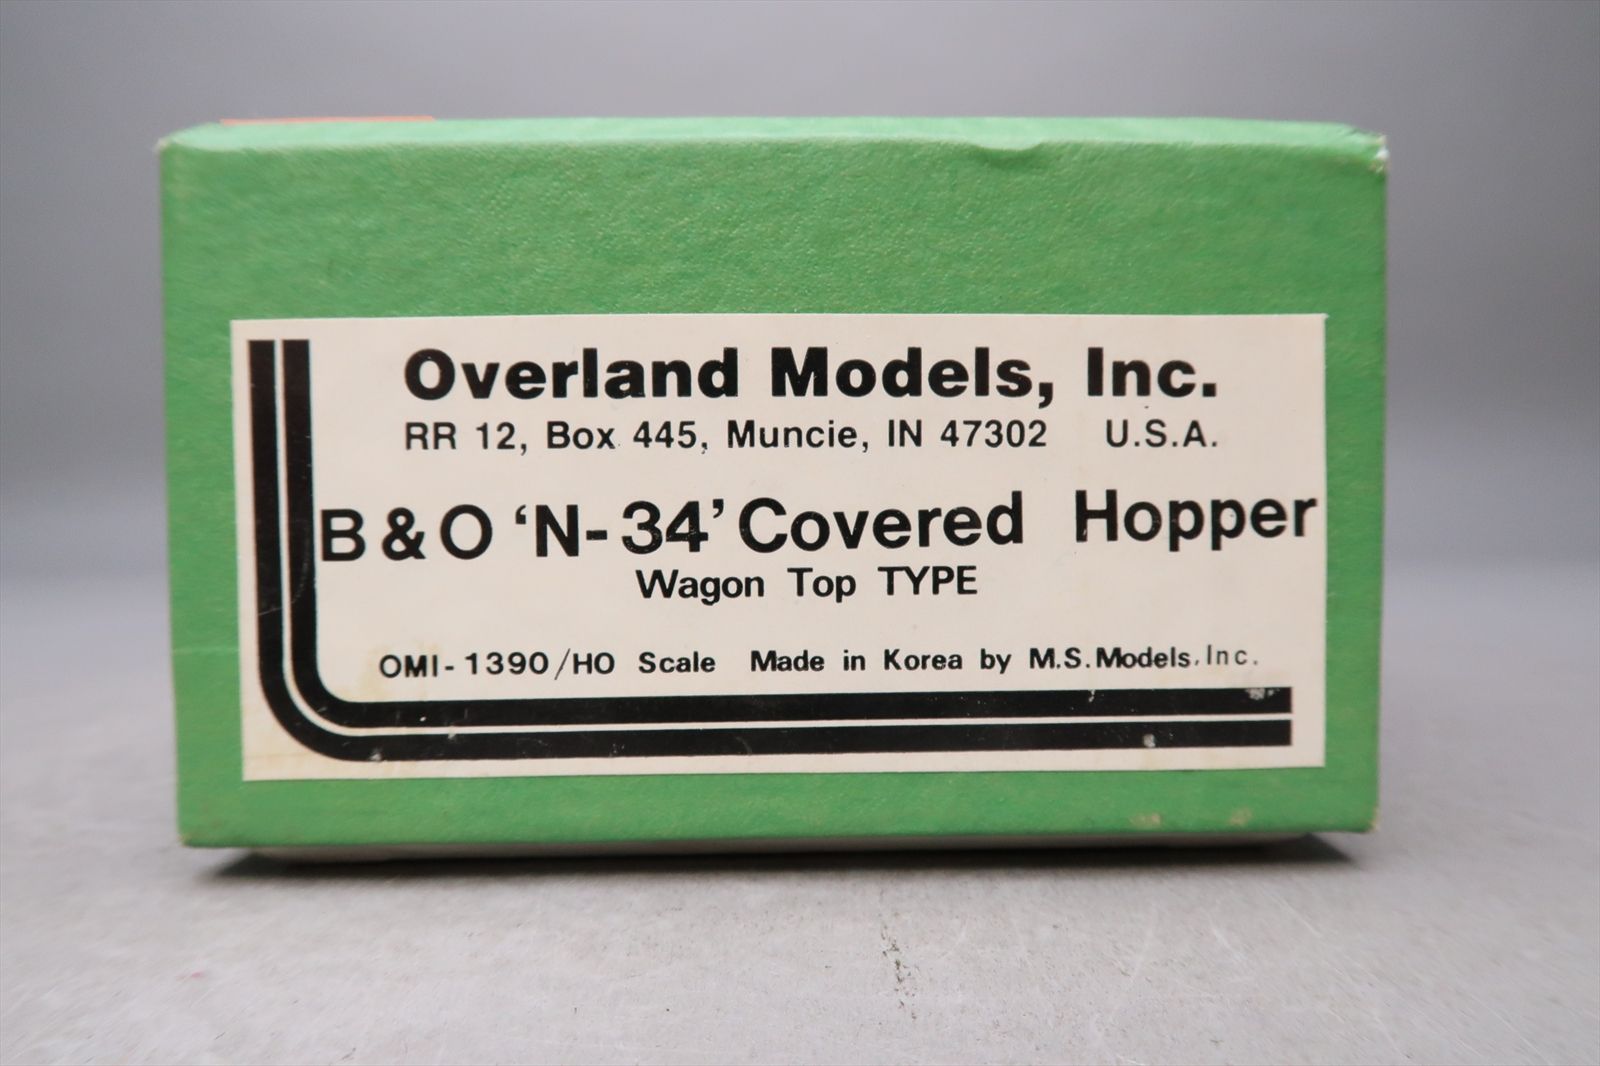 Overland Models, Inc.
RR 12, Box 445, Muncie, IN 47302 U.S.A.
B & O 'N-34' Covered Hopper
Wagon Top TYPE
OMI-1390/HO Scale Made in Korea by M.S.Models,Inc.